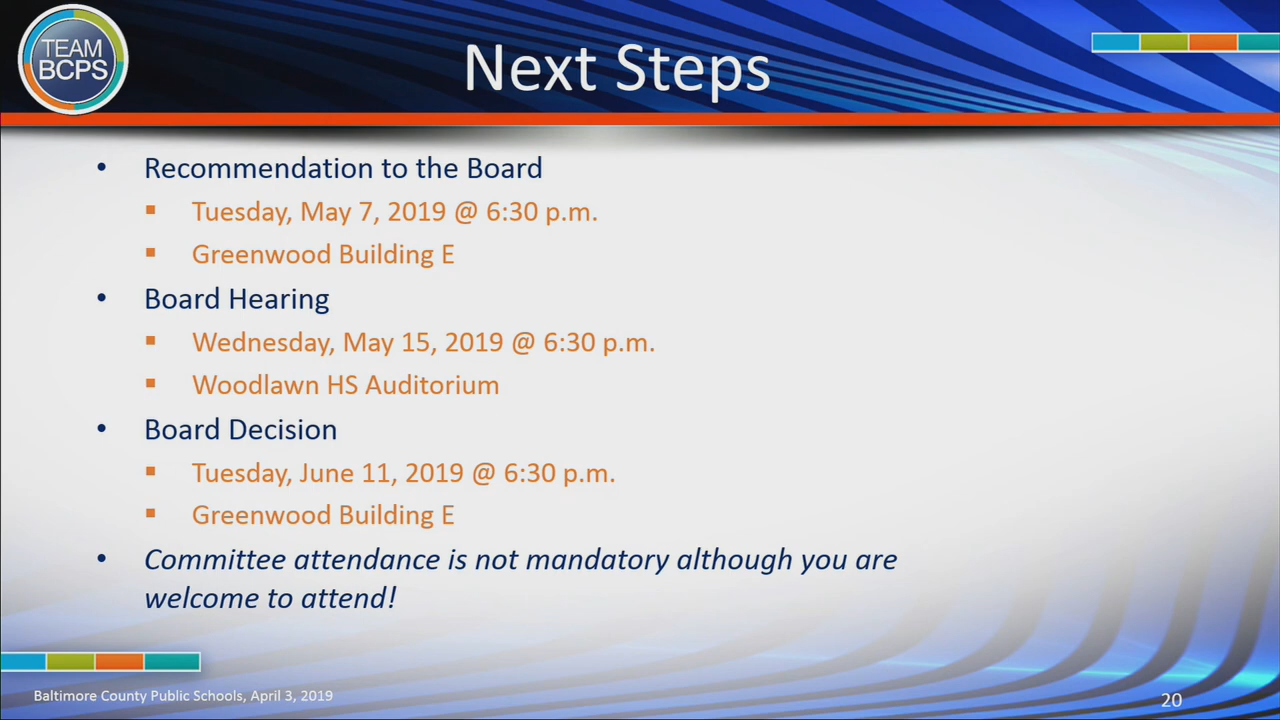 TEAM
BCPS
Next Steps
• Recommendation to the Board
▪ Tuesday, May 7, 2019 @ 6:30 p.m.
▪ Greenwood Building E
• Board Hearing
▪ Wednesday, May 15, 2019 @ 6:30 p.m.
▪ Woodlawn HS Auditorium
• Board Decision
▪ Tuesday, June 11, 2019 @ 6:30 p.m.
▪ Greenwood Building E
• Committee attendance is not mandatory although you are
welcome to attend!
Baltimore County Public Schools, April 3, 2019
20